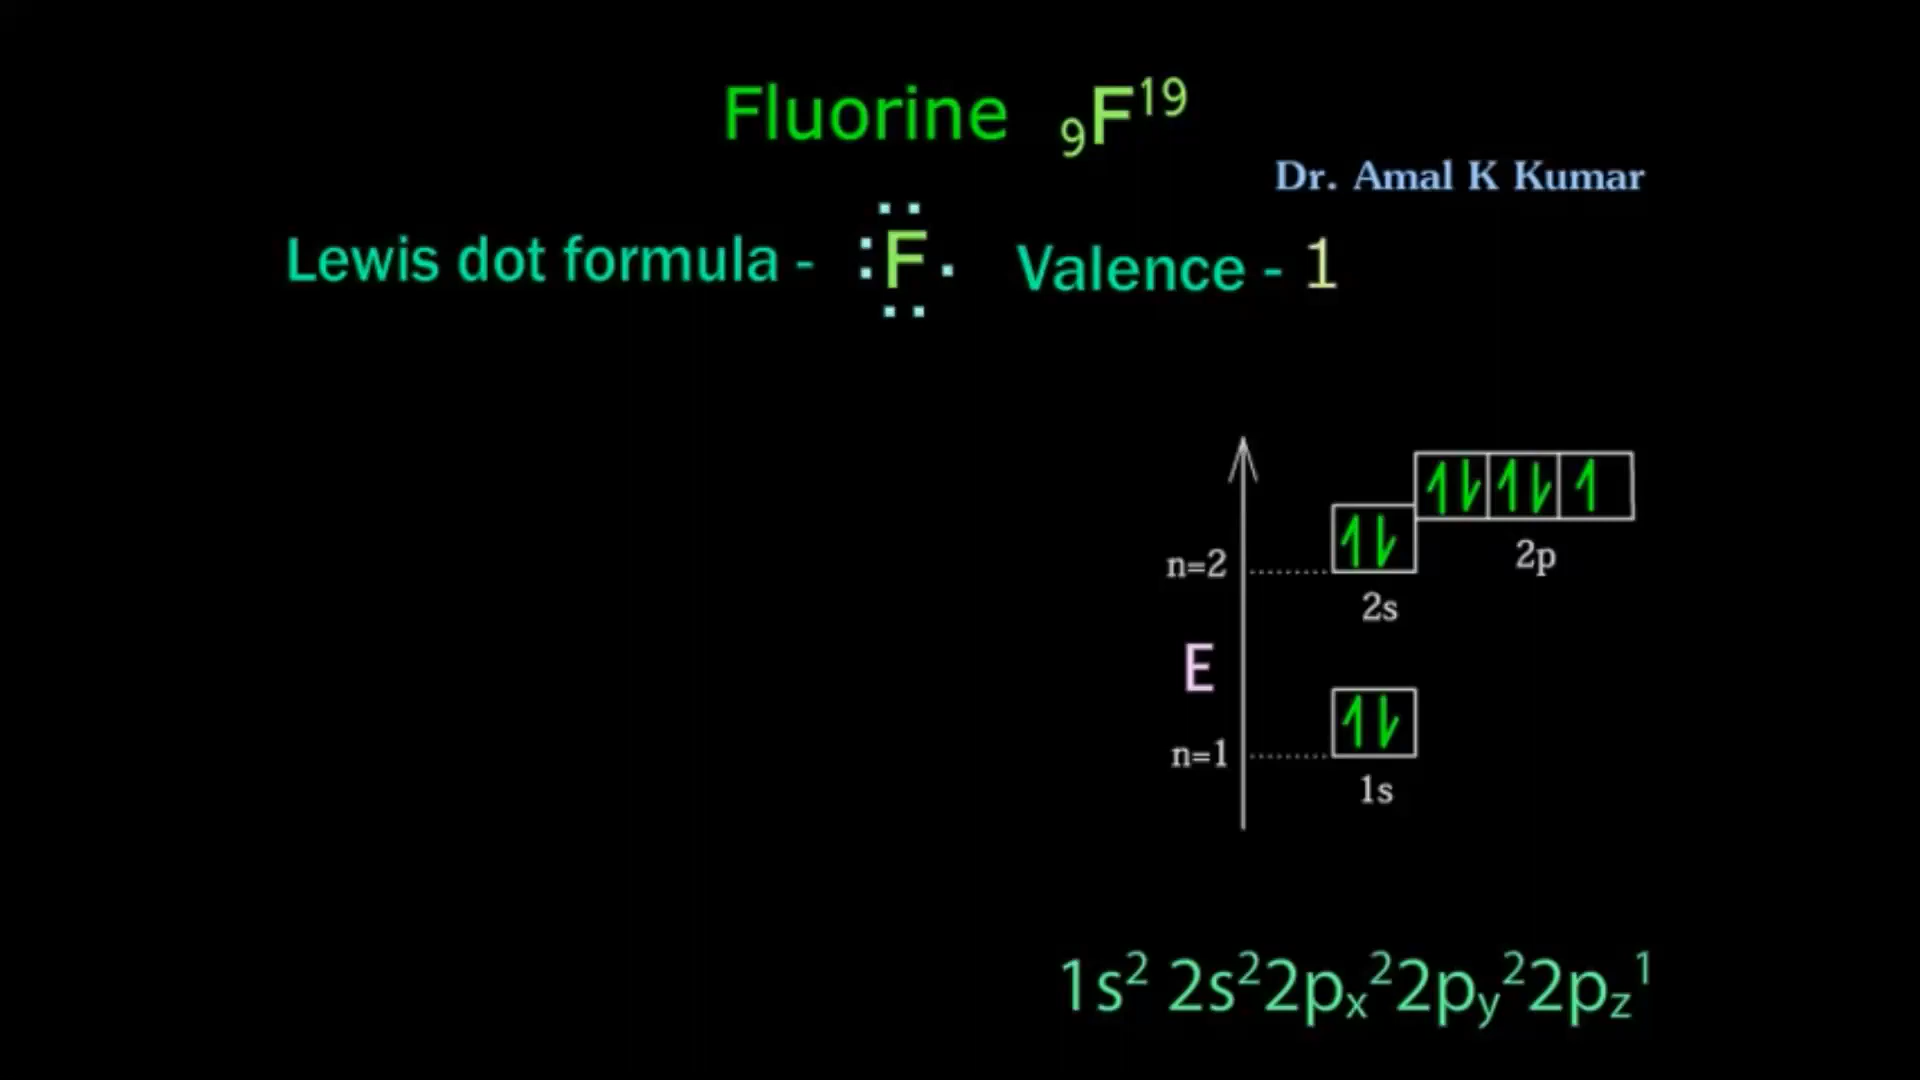 Fluorine ₉F¹⁹
Dr. Amal K Kumar
Lewis dot formula - :F. Valence - 1
n=2
2p
2s
E
n=1
1s
1s² 2s²2pₓ²2pᵧ²2p_z¹